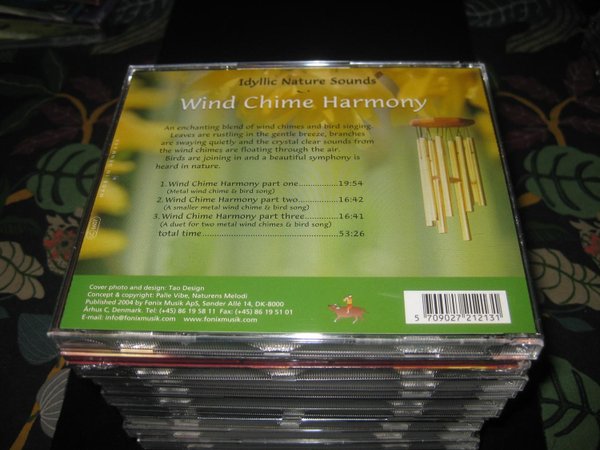 Idyllic Nature Sounds
Wind Chime Harmony
An enchanting blend of wind chimes and bird singing.
Leaves are rustling in the gentle breeze, branches
are swaying quietly and the crystal clear sounds from
the wind chimes are floating through the air.
Birds are joining in and a beautiful symphony is
heard in nature.
1. Wind Chime Harmony part one..................19:54
(Metal wind chime & bird song)
2. Wind Chime Harmony part two..................16:42
(A smaller metal wind chime & bird song)
3. Wind Chime Harmony part three................16:41
(A duet for two metal wind chimes & bird song)
total time.............................................53:26
Cover photo and design: Tao Design
Concept & copyright: Palle Vibe, Naturens Melodi
Published 2004 by Fonix Musik ApS, Sønder Allé 14, DK-8000
Århus C, Denmark. Tel: (+45) 86 19 58 11 Fax: (+45) 86 19 51 01
E-mail: info@fonixmusik.com www.fonixmusik.com
5 709027 212131